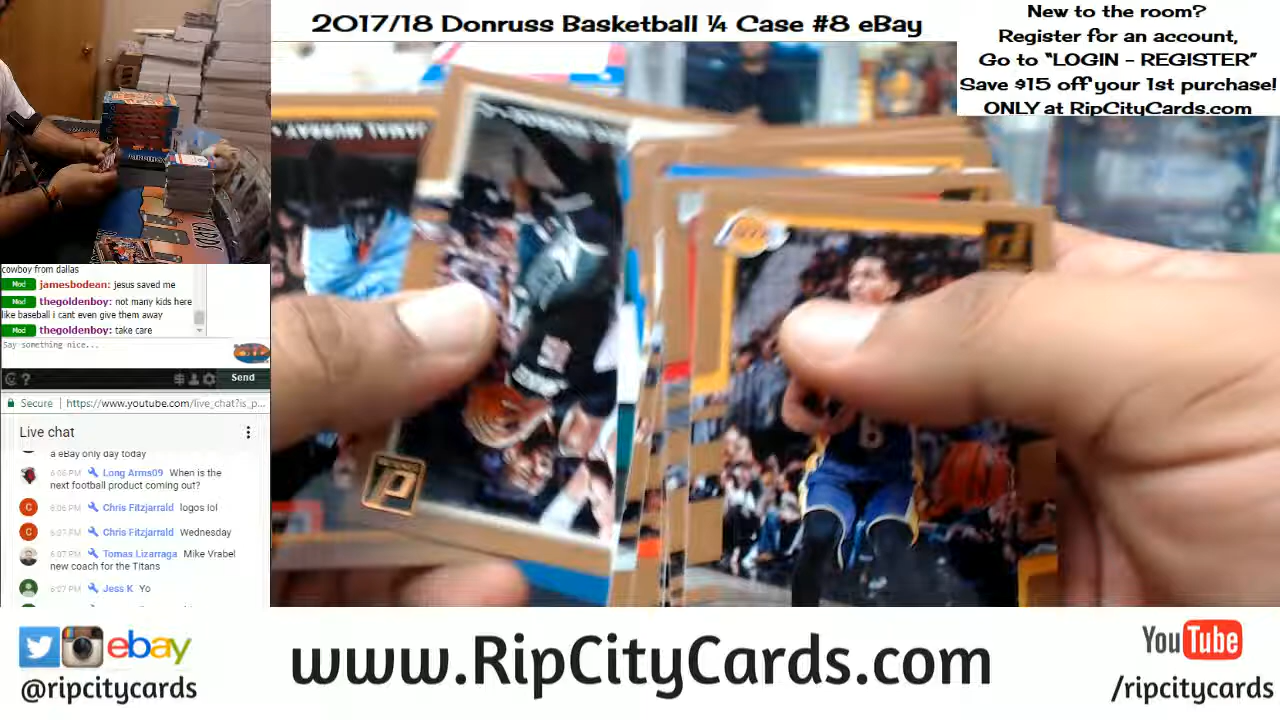 2017/18 Donruss Basketball ¼ Case #8 eBay
New to the room?
Register for an account,
Go to "LOGIN - REGISTER"
Save $15 off your 1st purchase!
ONLY at RipCityCards.com
cowboy from dallas
Mod jamesbodean: jesus saved me
Mod thegoldenboy: not many kids here
like baseball i cant even give them away
Mod thegoldenboy: take care
Say something nice...
Send
Secure https://www.youtube.com/live_chat?is_p...
Live chat
a eBay only day today
6:06 PM Long Arms09 When is the
next football product coming out?
6:06 PM Chris Fitzjarrald logos lol
6:07 PM Chris Fitzjarrald Wednesday
6:07 PM Tomas Lizarraga Mike Vrabel
new coach for the Titans
6:07 PM Jess K Yo
JAMAL MURRAY
6
ebay
@ripcitycards
www.RipCityCards.com
YouTube
/ripcitycards